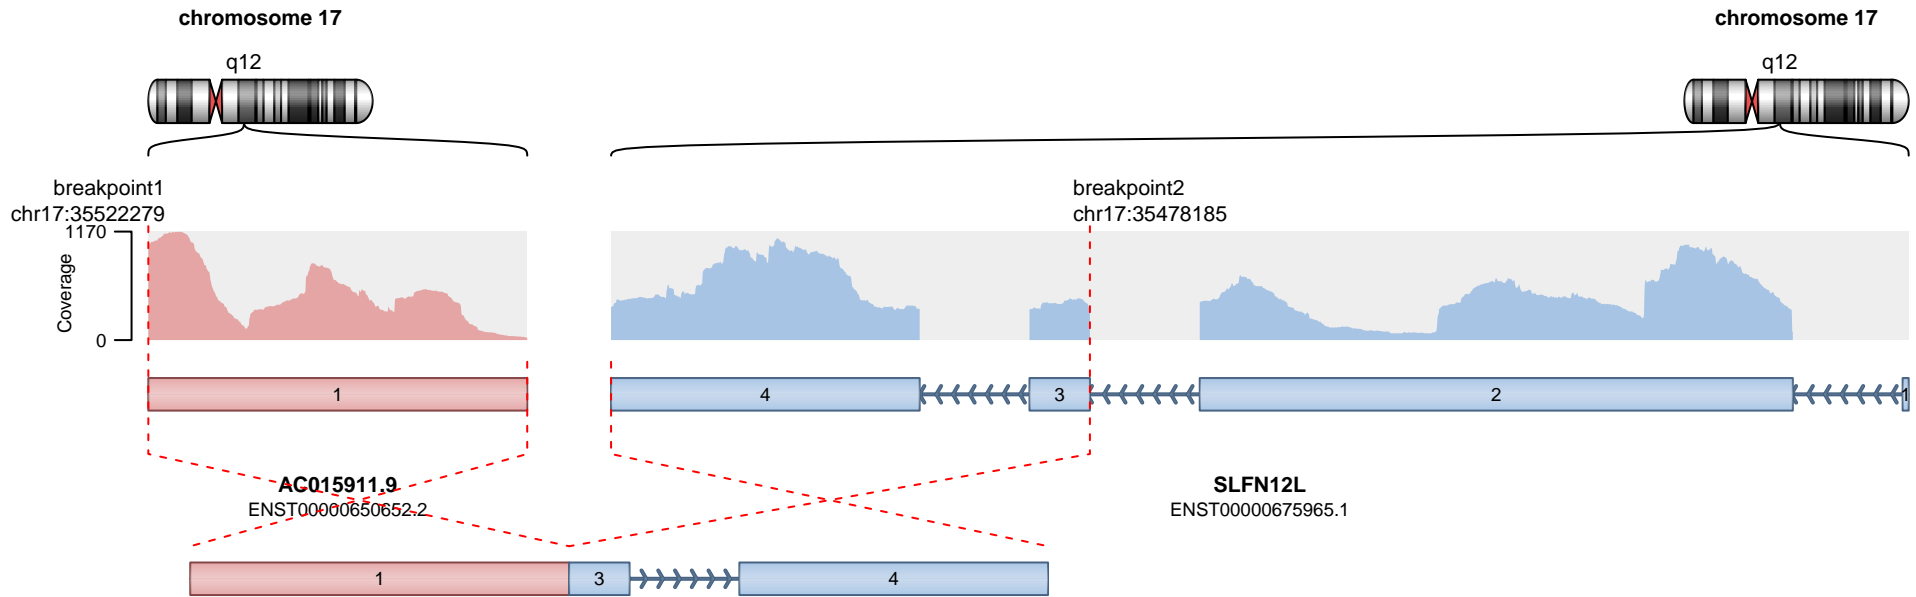 chromosome 17
chromosome 17
q12
q12
breakpoint1
chr17:35522279
breakpoint2
chr17:35478185
1170
Coverage
0
1
4
3
2
1
AC015911.9
ENST00000650652.2
SLFN12L
ENST00000675965.1
1
3
4